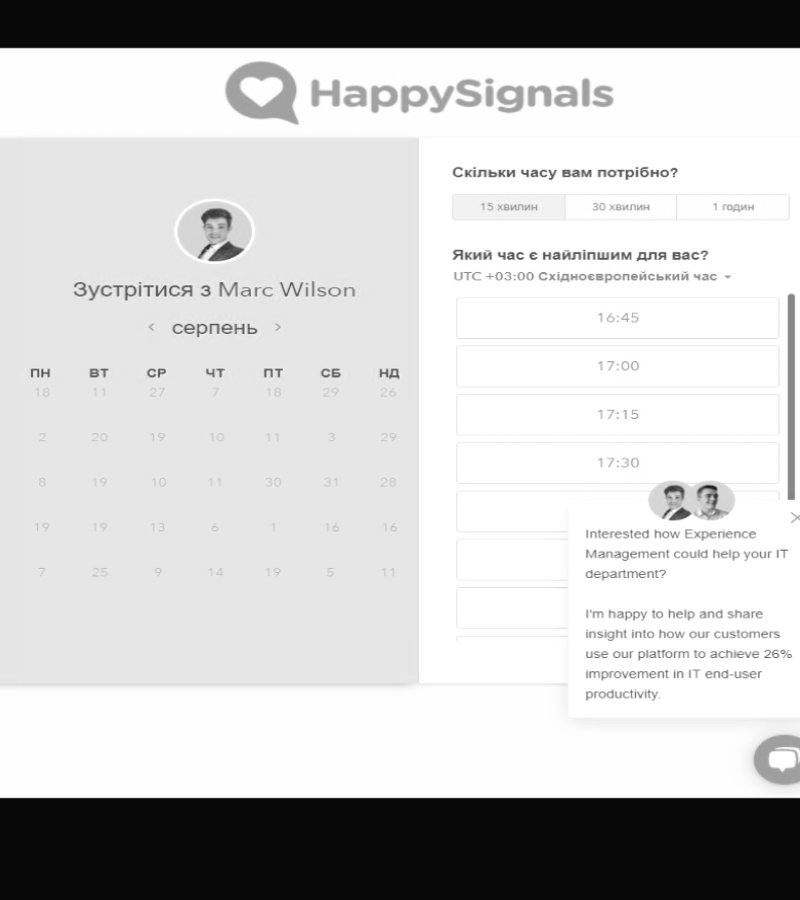 HappySignals
Зустрітися з Marc Wilson
серпень
ПН ВТ СР ЧТ ПТ СБ НД
18 11 27 7 18 29 26
2 20 19 10 11 3 29
8 19 10 11 30 31 28
19 19 13 6 1 16 16
7 25 9 14 19 5 11
Скільки часу вам потрібно?
15 хвилин 30 хвилин 1 годин
Який час є найліпшим для вас?
UTC +03:00 Східноєвропейський час
16:45
17:00
17:15
17:30
Interested how Experience
Management could help your IT
department?
I'm happy to help and share
insight into how our customers
use our platform to achieve 26%
improvement in IT end-user
productivity.